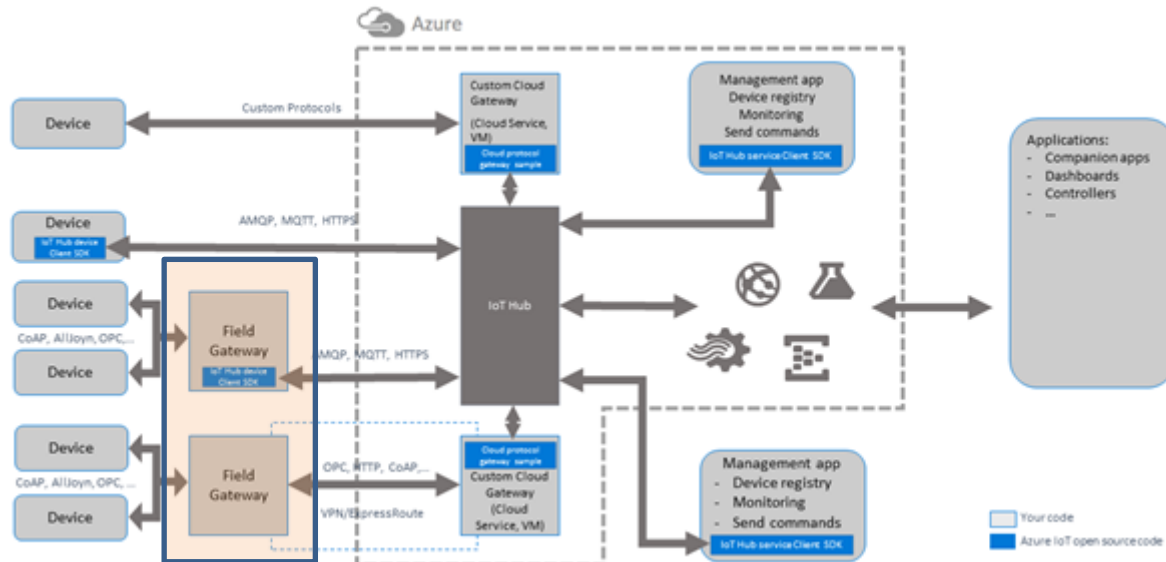 Azure
Custom Cloud
Gateway
(Cloud Service,
VM)
Cloud protocol
gateway sample
Management app
Device registry
Monitoring
Send commands
IoT Hub serviceClient SDK
Device
Custom Protocols
Applications:
- Companion apps
- Dashboards
- Controllers
- ...
Device
IoT Hub device
Client SDK
AMQP, MQTT, HTTPS
IoT Hub
Device
CoAP, AllJoyn, OPC,...
Device
Field
Gateway
IoT Hub device
Client SDK
AMQP, MQTT, HTTPS
Device
CoAP, AllJoyn, OPC, ...
Device
Field
Gateway
OPC, HTTP, CoAP,...
VPN/ExpressRoute
Cloud protocol
gateway sample
Custom Cloud
Gateway
(Cloud
Service, VM)
Management app
- Device registry
- Monitoring
- Send commands
IoT Hub serviceClient SDK
Your code
Azure IoT open source code